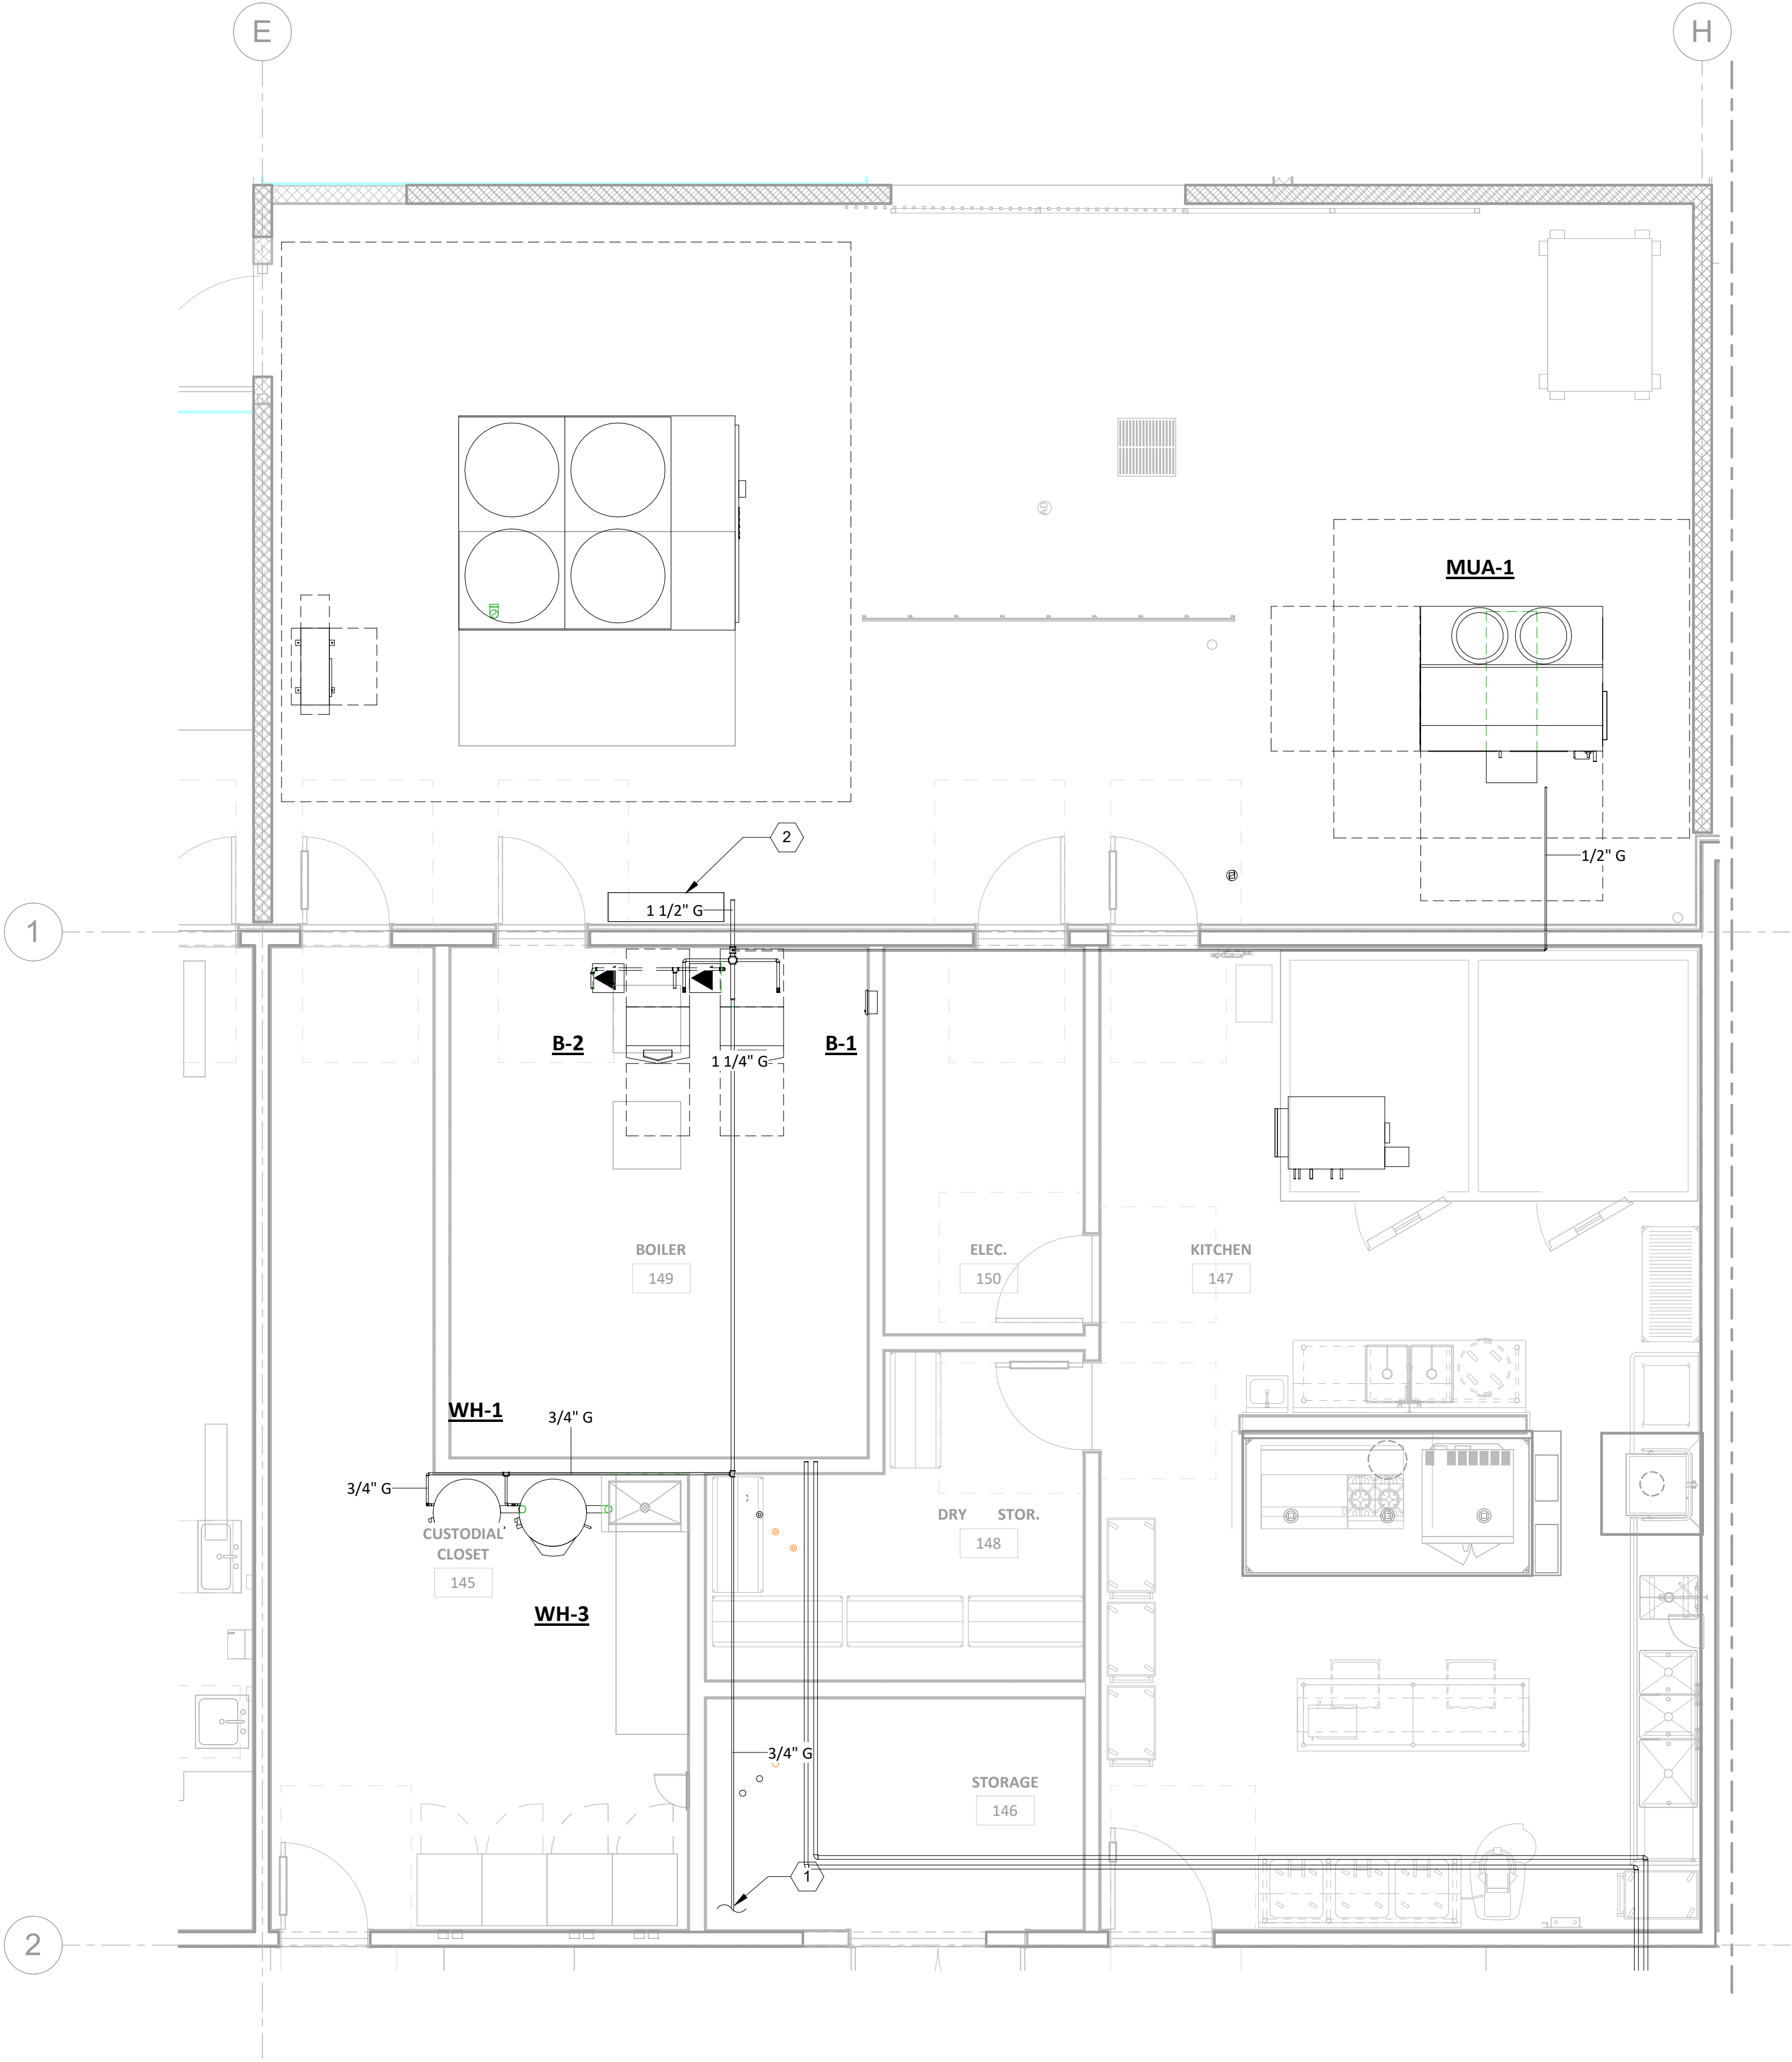 E
H
MUA-1
AD
2
1/2" G
1 1/2" G
1
B-2
B-1
1 1/4" G
BOILER
149
ELEC.
150
KITCHEN
147
WH-1
3/4" G
3/4" G
CUSTODIAL
CLOSET
145
DRY STOR.
148
WH-3
3/4" G
STORAGE
146
1
2